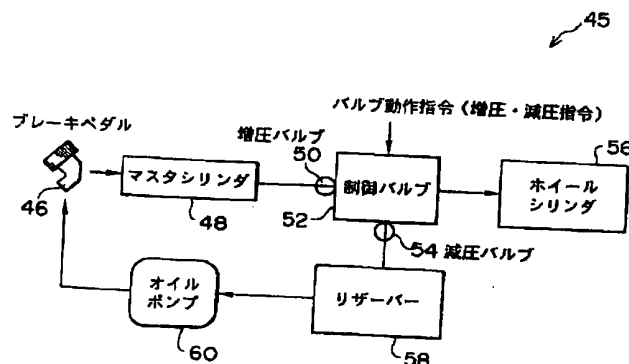 45
バルブ動作指令(増圧・減圧指令)
ブレーキペダル
増圧バルブ
50
56
46
マスタシリンダ
48
制御バルブ
52
ホイール
シリンダ
54 減圧バルブ
オイル
ポンプ
60
リザーバー
58